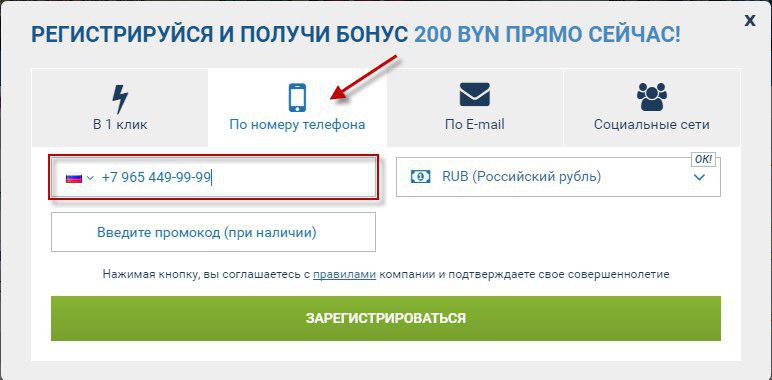 x
РЕГИСТРИРУЙСЯ И ПОЛУЧИ БОНУС 200 BYN ПРЯМО СЕЙЧАС!
В 1 клик
По номеру телефона
По E-mail
Социальные сети
+7 965 449-99-99
OK!
RUB (Российский рубль)
Введите промокод (при наличии)
Нажимая кнопку, вы соглашаетесь с правилами компании и подтверждаете свое совершеннолетие
ЗАРЕГИСТРИРОВАТЬСЯ